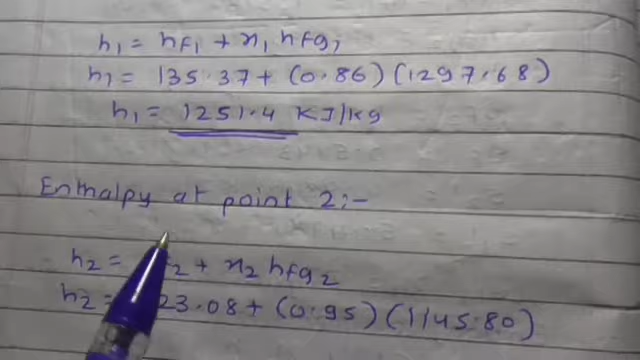 h₁ = hf₁ + x₁ hfg₁
h₁ = 135.37 + (0.86) (1297.68)
h₁ = 1251.4 KJ/kg
Enthalpy at point 2:-
h₂ = f₂ + x₂ hfg₂
h₂ = 23.08 + (0.95) (1145.80)